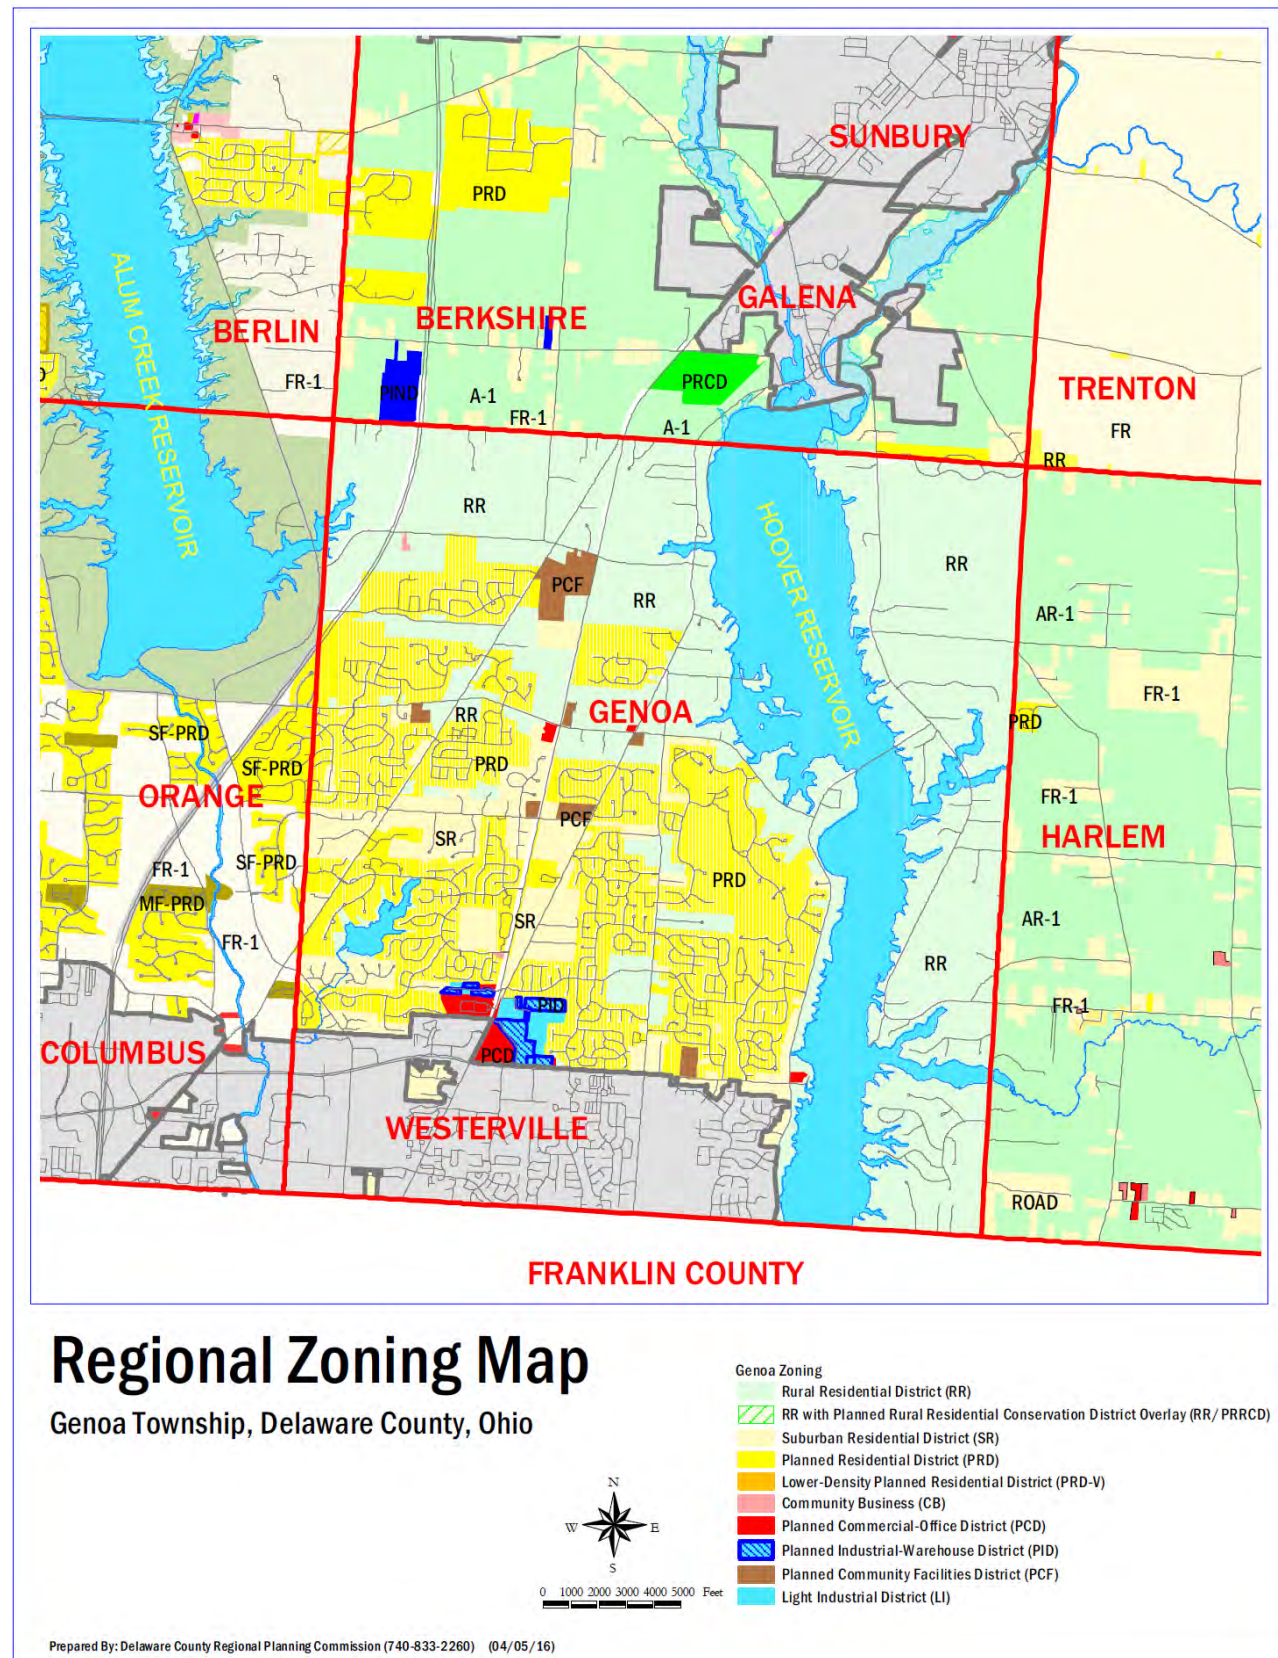 SUNBURY
PRD
ALUM CREEK RESERVOIR
GALENA
BERKSHIRE
BERLIN
FR-1
PIND
A-1
PRCD
TRENTON
FR-1
A-1
FR
RR
RR
HOOVER RESERVOIR
RR
PCF
RR
AR-1
FR-1
RR
GENOA
PRD
SF-PRD
PRD
SF-PRD
ORANGE
FR-1
PCF
HARLEM
SR
SF-PRD
FR-1
PRD
MF-PRD
SR
AR-1
FR-1
RR
PID
FR-1
COLUMBUS
PCD
WESTERVILLE
ROAD
FRANKLIN COUNTY
Regional Zoning Map
Genoa Township, Delaware County, Ohio
Genoa Zoning
Rural Residential District (RR)
RR with Planned Rural Residential Conservation District Overlay (RR/PRRCD)
Suburban Residential District (SR)
Planned Residential District (PRD)
Lower-Density Planned Residential District (PRD-V)
Community Business (CB)
Planned Commercial-Office District (PCD)
Planned Industrial-Warehouse District (PID)
Planned Community Facilities District (PCF)
Light Industrial District (LI)
N
W E
S
0 1000 2000 3000 4000 5000 Feet
Prepared By: Delaware County Regional Planning Commission (740-833-2260) (04/05/16)